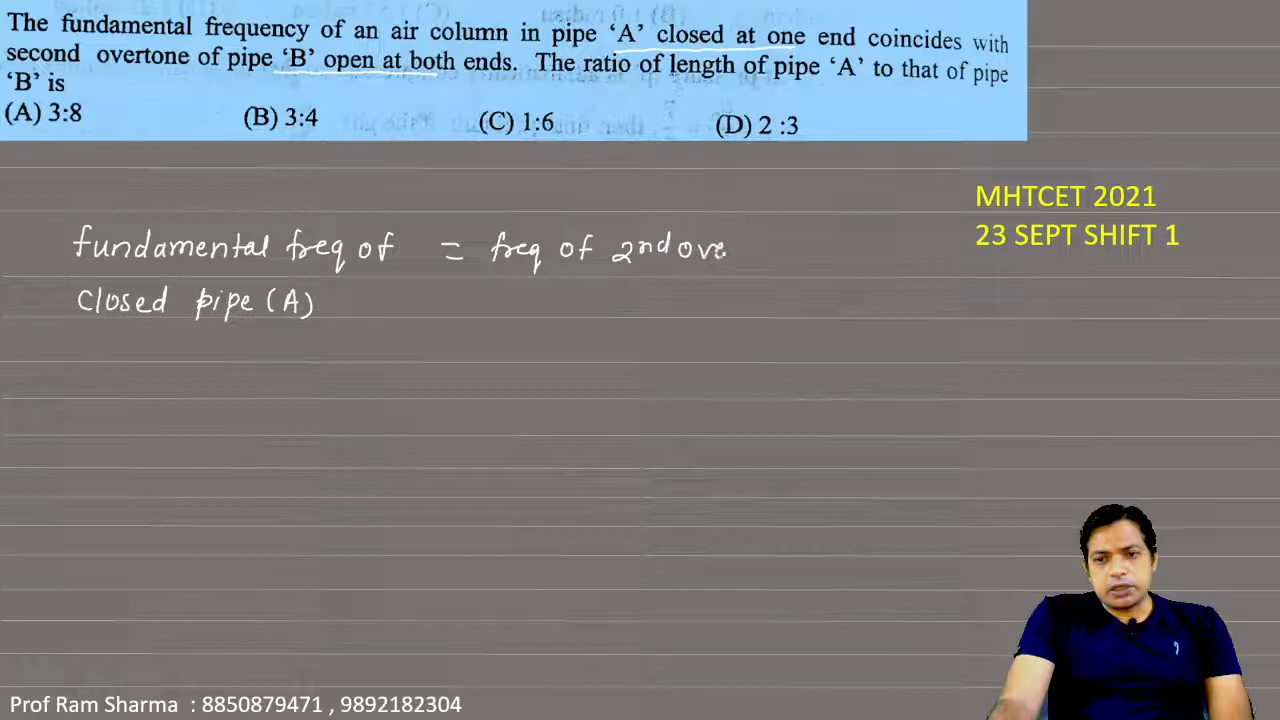 The fundamental frequency of an air column in pipe ‘A’ closed at one end coincides with
second overtone of pipe ‘B’ open at both ends. The ratio of length of pipe ‘A’ to that of pipe
‘B’ is
(A) 3:8 (B) 3:4 (C) 1:6 (D) 2 :3
MHTCET 2021
23 SEPT SHIFT 1
fundamental freq of = freq of 2nd ove
closed pipe (A)
Prof Ram Sharma : 8850879471 , 9892182304